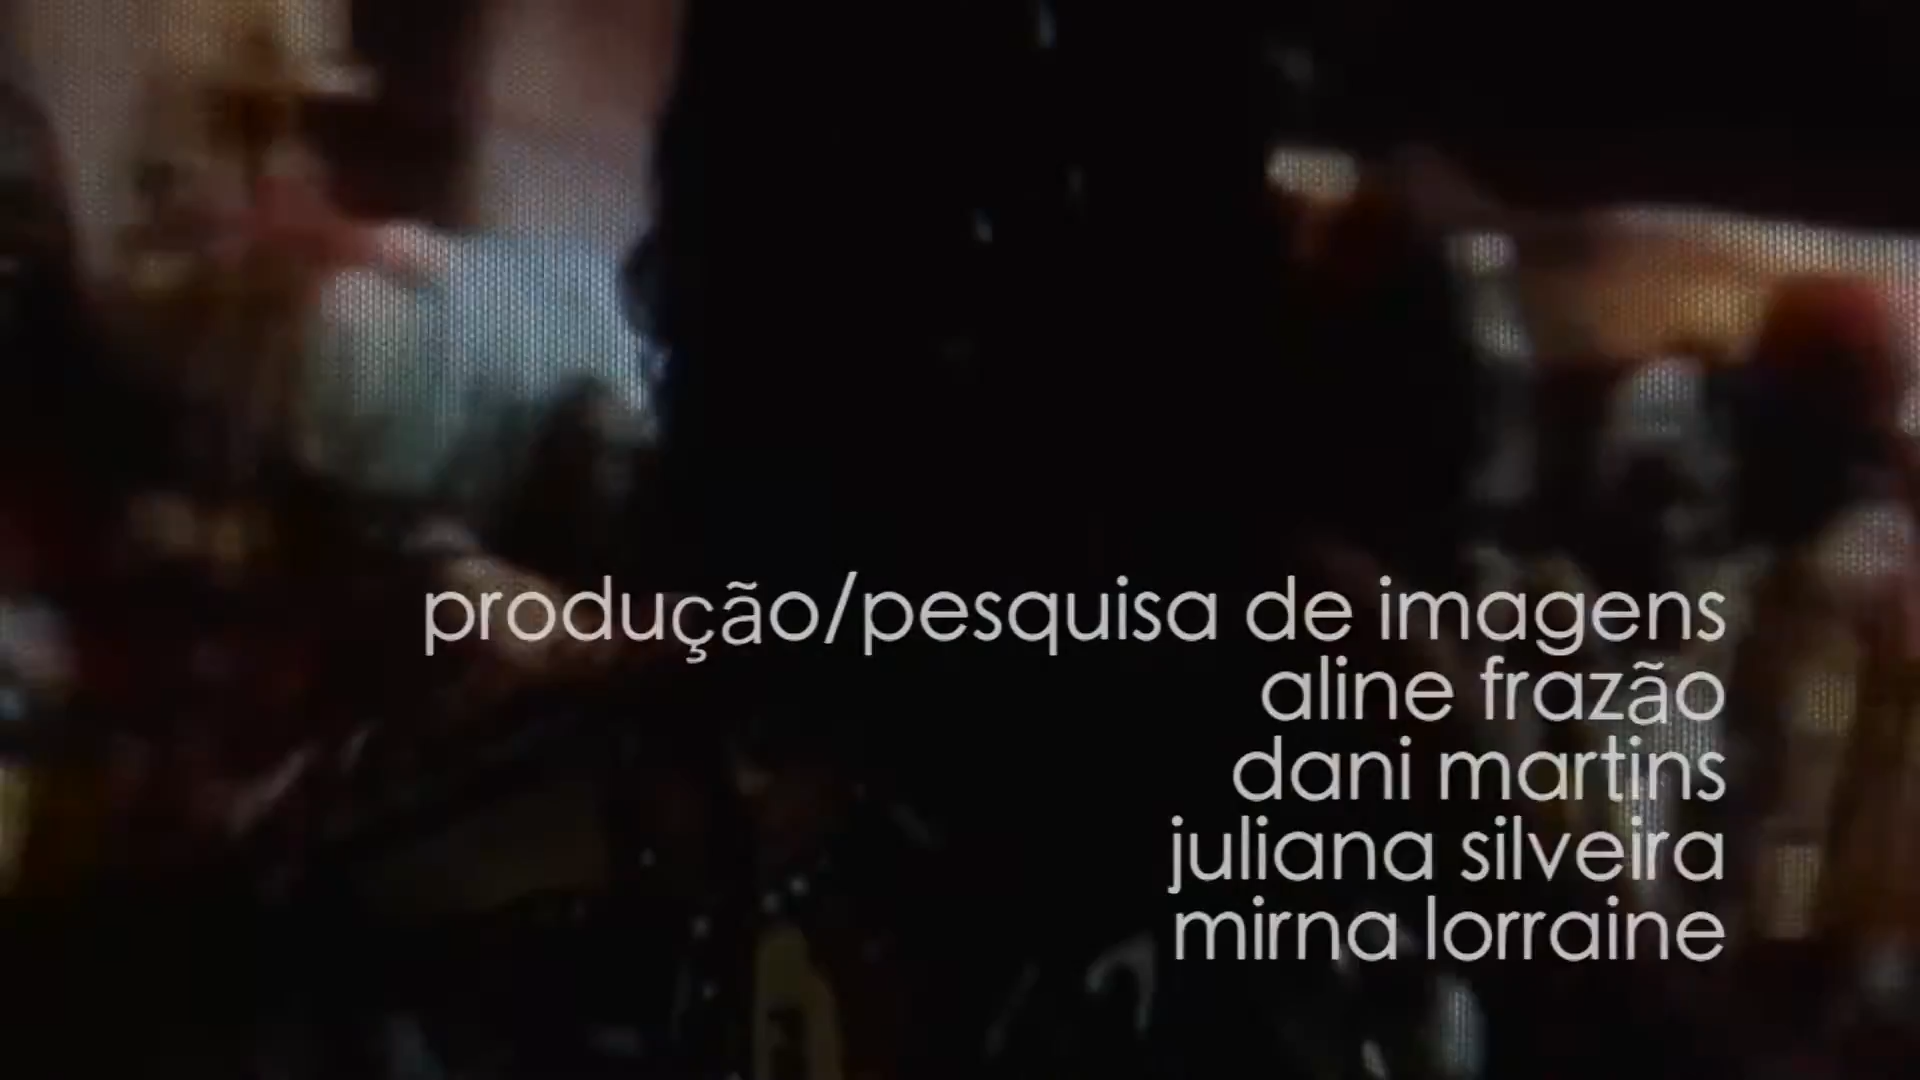 produção/pesquisa de imagens
aline frazão
dani martins
juliana silveira
mirna lorraine